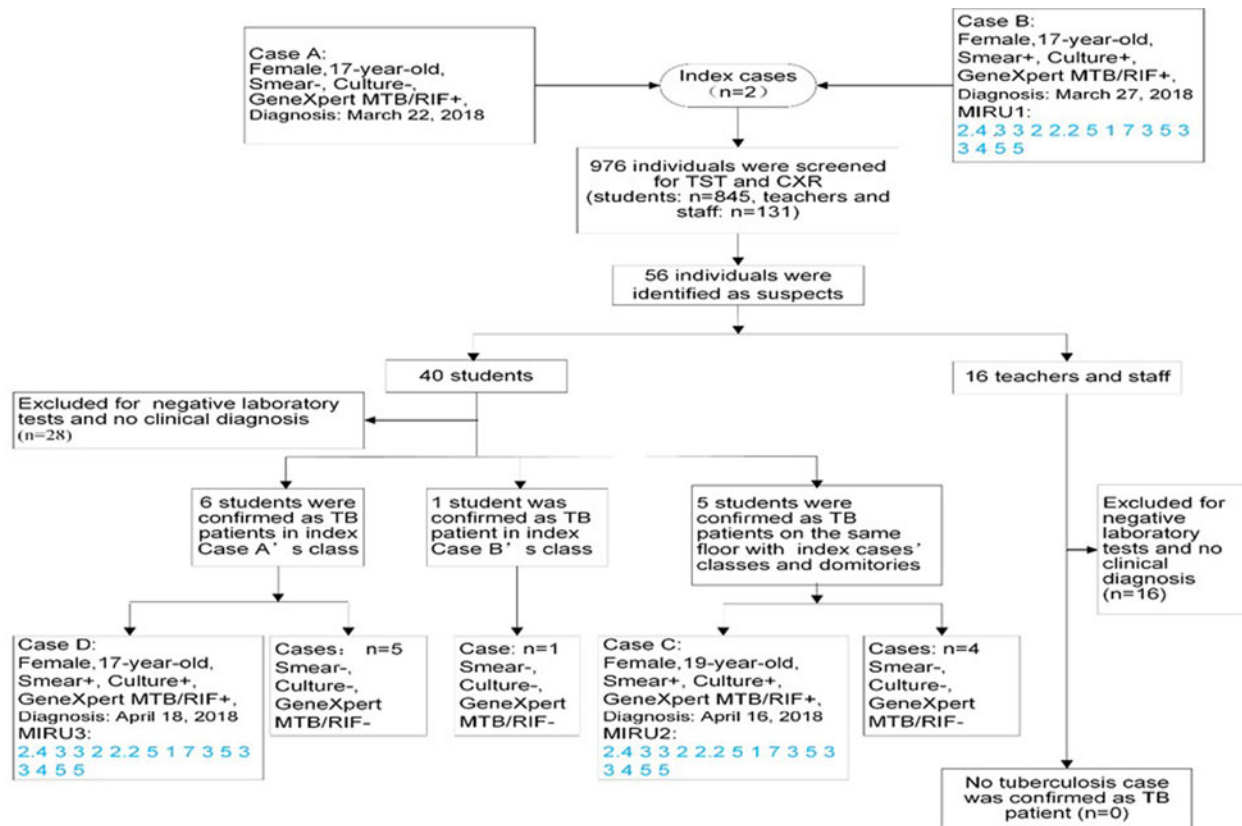 Case A:
Female,17-year-old,
Smear-, Culture-,
GeneXpert MTB/RIF+,
Diagnosis: March 22, 2018
Index cases
(n=2)
Case B:
Female, 17-year-old,
Smear+, Culture+,
GeneXpert MTB/RIF+,
Diagnosis: March 27, 2018
MIRU1:
2.4 3 3 2 2.2 5 1 7 3 5 3
3 4 5 5
976 individuals were screened
for TST and CXR
(students: n=845, teachers and
staff: n=131)
56 individuals were
identified as suspects
40 students
16 teachers and staff
Excluded for negative laboratory
tests and no clinical diagnosis
(n=28)
6 students were
confirmed as TB
patients in index
Case A's class
1 student was
confirmed as TB
patient in index
Case B's class
5 students were
confirmed as TB
patients on the same
floor with index cases'
classes and domitories
Excluded for
negative
laboratory
tests and no
clinical
diagnosis
(n=16)
Case D:
Female,17-year-old,
Smear+, Culture+,
GeneXpert MTB/RIF+,
Diagnosis: April 18, 2018
MIRU3:
2.4 3 3 2 2.2 5 1 7 3 5 3
3 4 5 5
Cases: n=5
Smear-,
Culture-,
GeneXpert
MTB/RIF-
Case: n=1
Smear-,
Culture-,
GeneXpert
MTB/RIF-
Case C:
Female,19-year-old,
Smear+, Culture+,
GeneXpert MTB/RIF+,
Diagnosis: April 16, 2018
MIRU2:
2.4 3 3 2 2.2 5 1 7 3 5 3
3 4 5 5
Cases: n=4
Smear-,
Culture-,
GeneXpert
MTB/RIF-
No tuberculosis case
was confirmed as TB
patient (n=0)